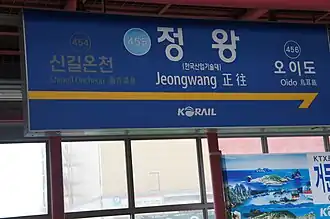 454
신길온천
455
정왕
(한국산업기술대)
Jeongwang 正往
456
오이도
Oido 烏耳島
KORAIL
KTX